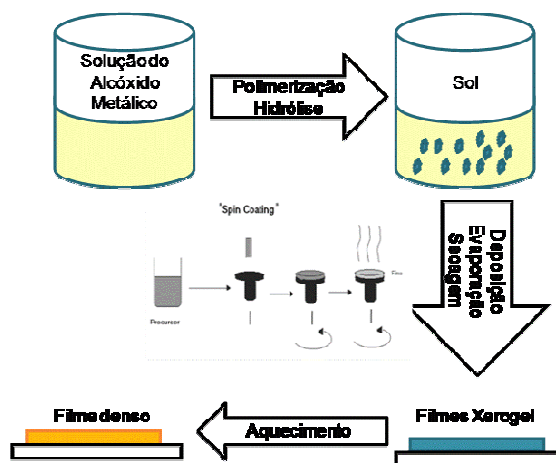 Solução do
Alcóxido
Metálico
Polimerização
Hidrólise
Sol
"Spin Coating"
Precursor
Deposição
Evaporação
Secagem
Filme denso
Aquecimento
Filmes Xerogel